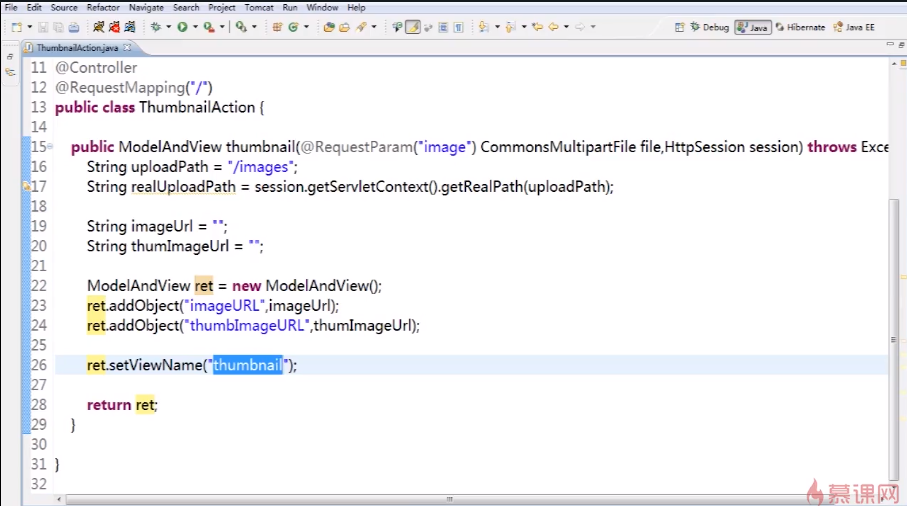 File Edit Source Refactor Navigate Search Project Tomcat Run Window Help
Debug Java Hibernate Java EE
ThumbnailAction.java
11 @Controller
12 @RequestMapping("/")
13 public class ThumbnailAction {
14
15 public ModelAndView thumbnail(@RequestParam("image") CommonsMultipartFile file,HttpSession session) throws Exce
16 String uploadPath = "/images";
17 String realUploadPath = session.getServletContext().getRealPath(uploadPath);
18
19 String imageUrl = "";
20 String thumImageUrl = "";
21
22 ModelAndView ret = new ModelAndView();
23 ret.addObject("imageURL",imageUrl);
24 ret.addObject("thumbImageURL",thumImageUrl);
25
26 ret.setViewName("thumbnail");
27
28 return ret;
29 }
30
31 }
32
慕课网